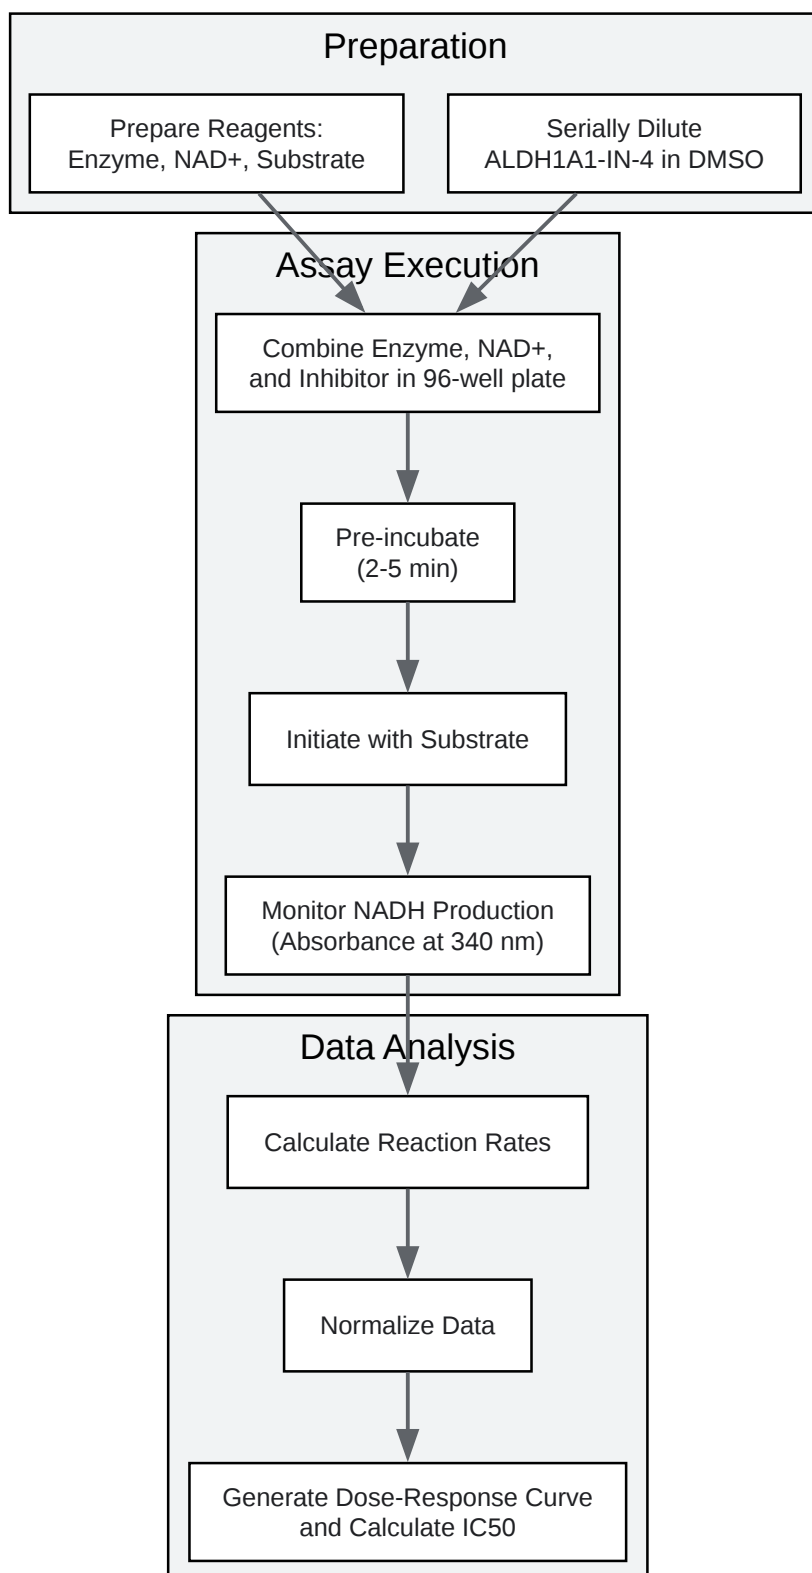 Preparation
Prepare Reagents:
Enzyme, NAD+, Substrate
Serially Dilute
ALDH1A1-IN-4 in DMSO
Assay Execution
Combine Enzyme, NAD+,
and Inhibitor in 96-well plate
Pre-incubate
(2-5 min)
Initiate with Substrate
Monitor NADH Production
(Absorbance at 340 nm)
Data Analysis
Calculate Reaction Rates
Normalize Data
Generate Dose-Response Curve
and Calculate IC50